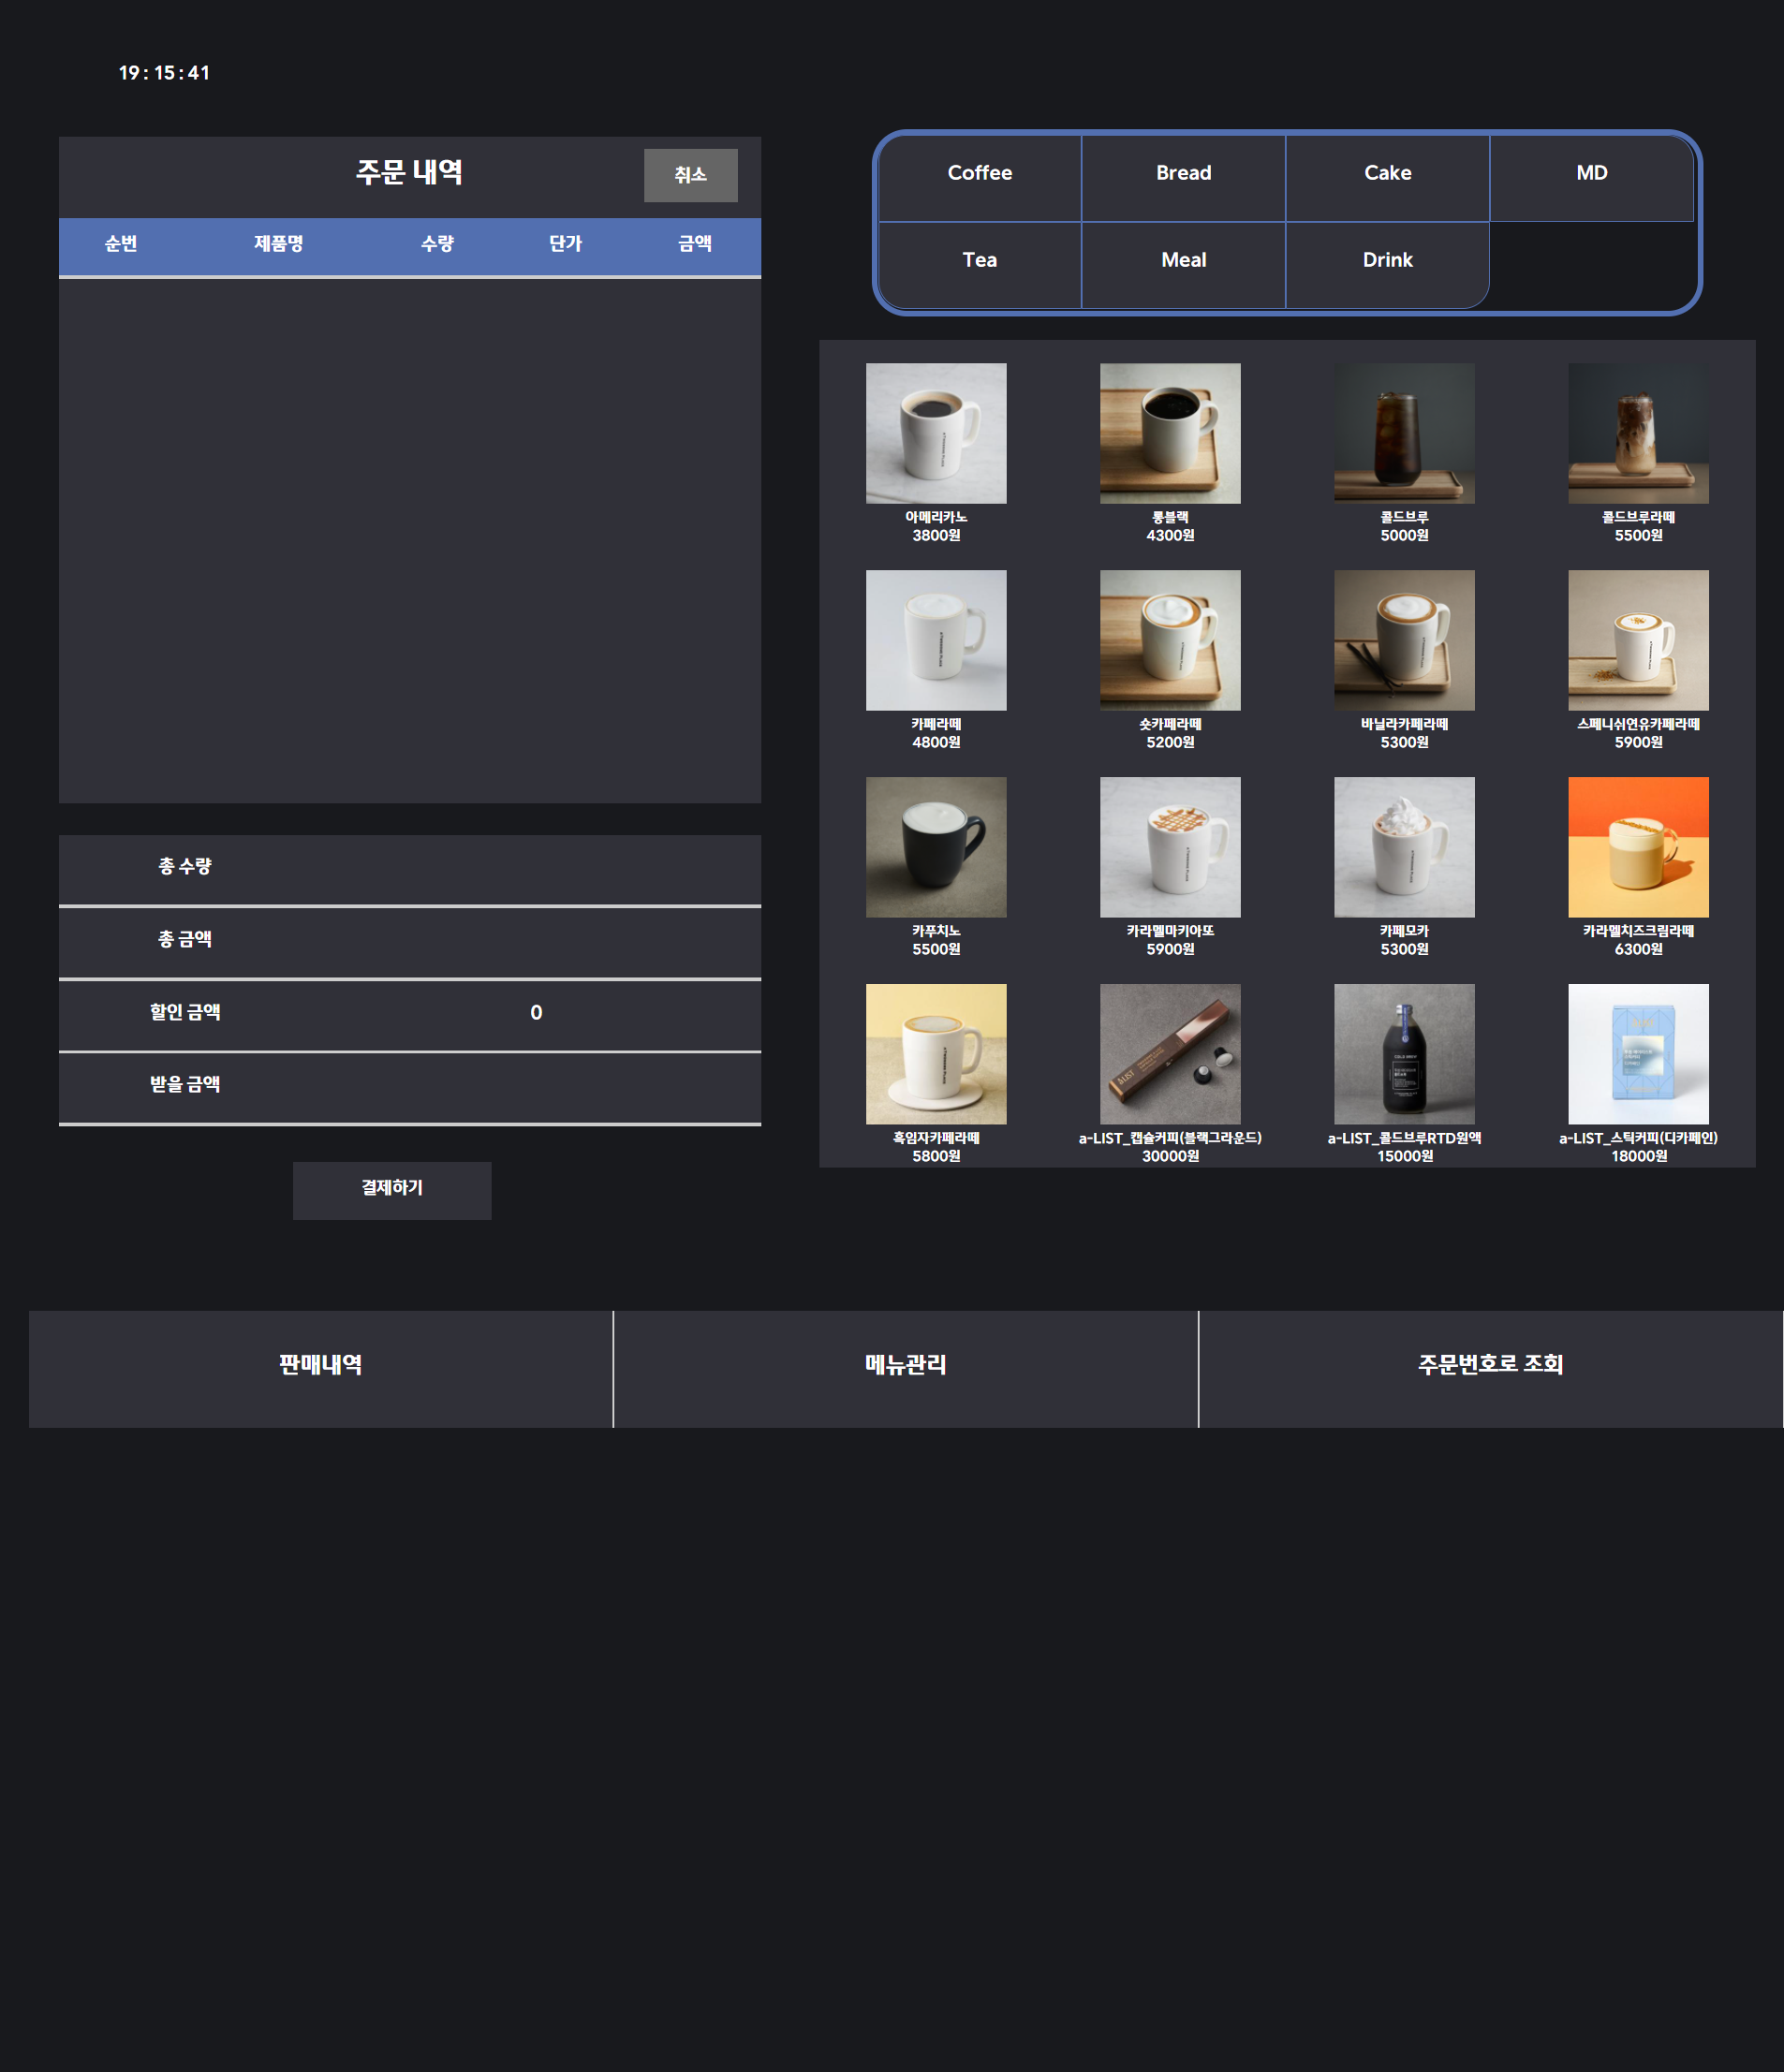 19 : 15 : 41
주문 내역
취소
순번 제품명 수량 단가 금액
총 수량
총 금액
할인 금액 0
받을 금액
결제하기
Coffee Bread Cake MD
Tea Meal Drink
아메리카노 롱블랙 콜드브루 콜드브루라떼
3800원 4300원 5000원 5500원
카페라떼 숏카페라떼 바닐라카페라떼 스페니쉬연유카페라떼
4800원 5200원 5300원 5900원
카푸치노 카라멜마키아또 카페모카 카라멜치즈크림라떼
5500원 5900원 5300원 6300원
흑임자카페라떼 a-LIST_캡슐커피(블랙그라운드) a-LIST_콜드브루RTD원액 a-LIST_스틱커피(디카페인)
5800원 30000원 15000원 18000원
판매내역 메뉴관리 주문번호로 조회